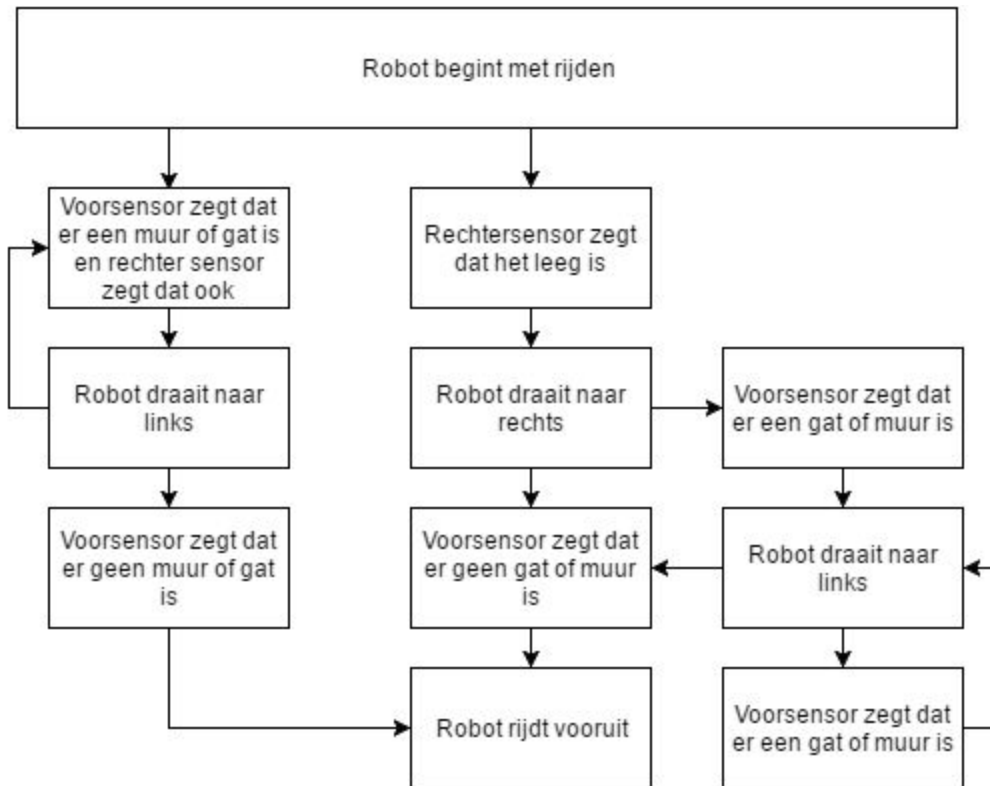 Robot begint met rijden
Voorsensor zegt dat
er een muur of gat is
en rechter sensor
zegt dat ook
Rechtersensor zegt
dat het leeg is
Robot draait naar
links
Robot draait naar
rechts
Voorsensor zegt dat
er een gat of muur is
Voorsensor zegt dat
er geen muur of gat
is
Voorsensor zegt dat
er geen gat of muur
is
Robot draait naar
links
Robot rijdt vooruit
Voorsensor zegt dat
er een gat of muur is